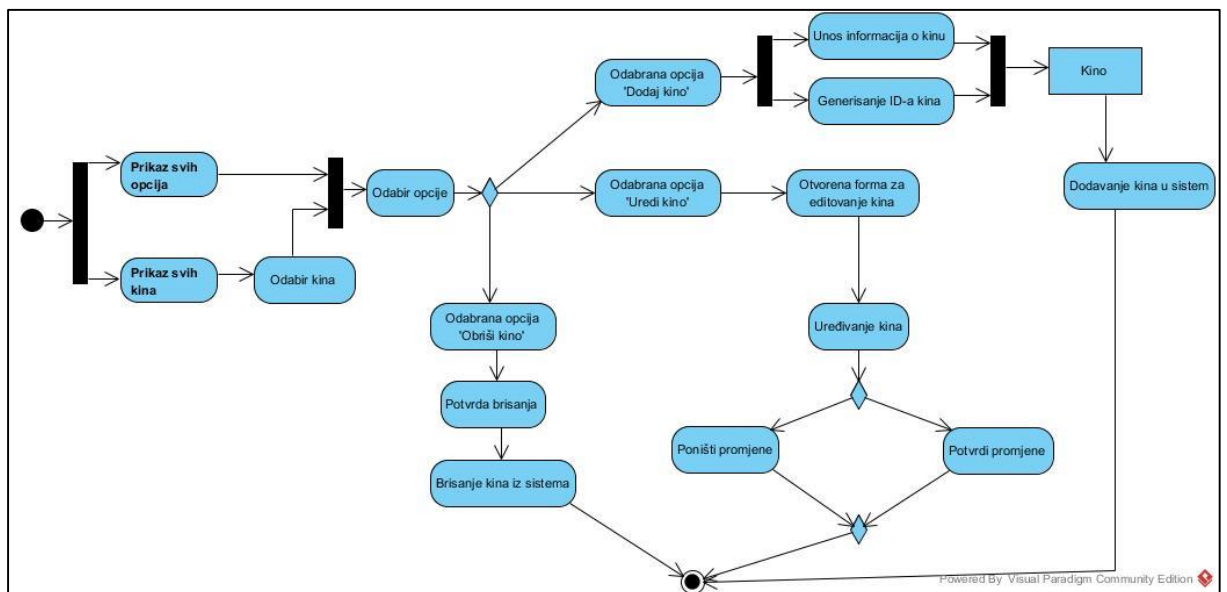 Unos informacija o kinu
Odabrana opcija
'Dodaj kino'
Kino
Generisanje ID-a kina
Prikaz svih
opcija
Odabir opcije
Odabrana opcija
'Uredi kino'
Otvorena forma za
editovanje kina
Dodavanje kina u sistem
Prikaz svih
kina
Odabir kina
Odabrana opcija
'Obriši kino'
Uređivanje kina
Potvrda brisanja
Poništi promjene
Potvrdi promjene
Brisanje kina iz sistema
Powered By Visual Paradigm Community Edition